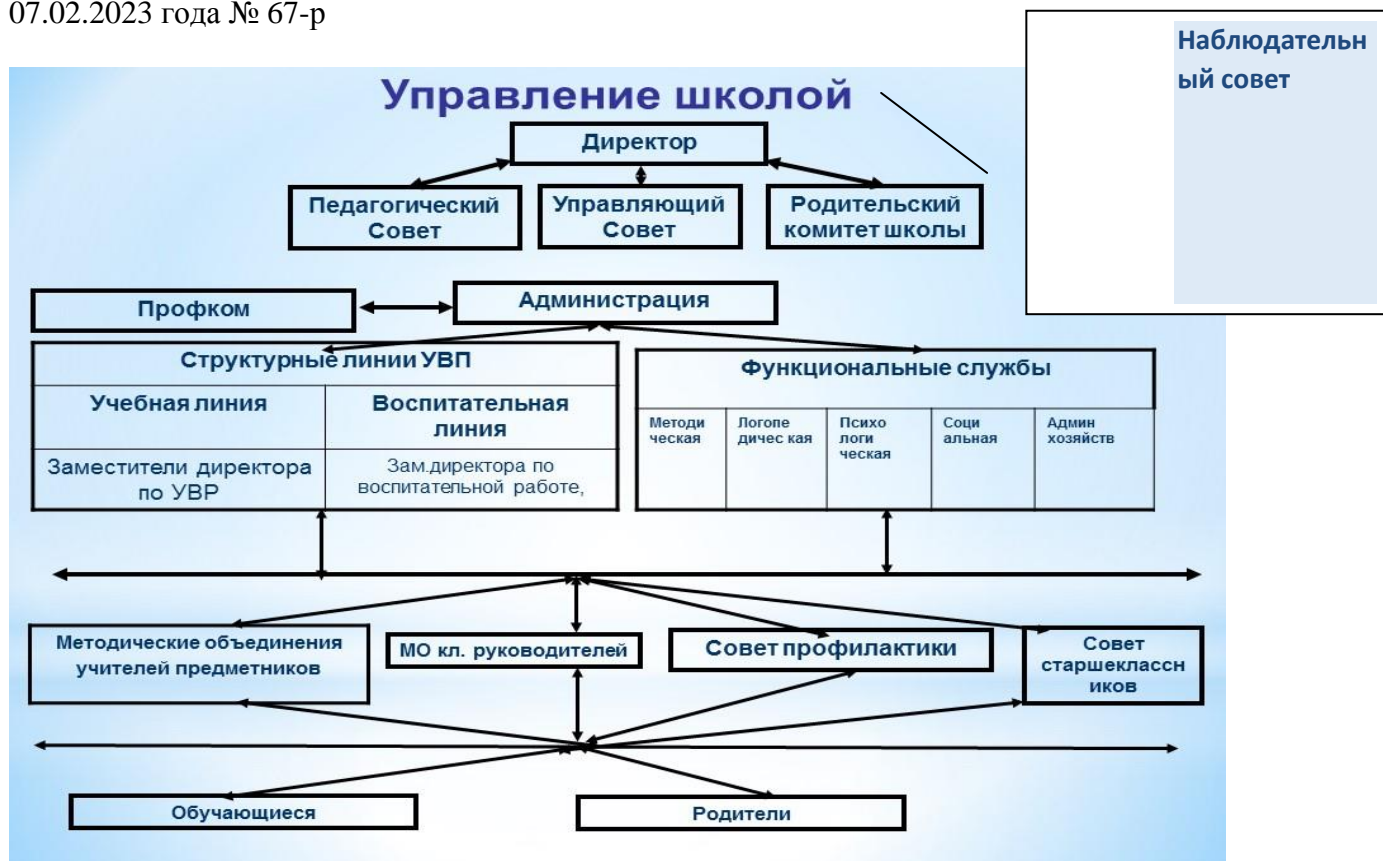 07.02.2023 года № 67-р
Наблюдательн
ый совет
Управление школой
Директор
Педагогический
Совет
Управляющий
Совет
Родительский
комитет школы
Профком
Администрация
Структурные линии УВП
Учебная линия
Воспитательная
линия
Заместители директора
по УВР
Зам.директора по
воспитательной работе,
Функциональные службы
Методи
ческая
Логопе
дичес кая
Психо
логи
ческая
Соци
альная
Админ
хозяйств
Методические объединения
учителей предметников
МО кл. руководителей
Совет профилактики
Совет
старшеклассн
иков
Обучающиеся
Родители